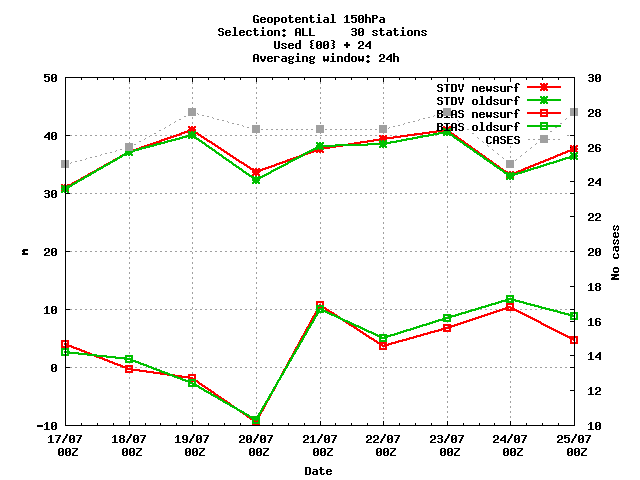 Geopotential 150hPa
Selection: ALL 30 stations
Used {00} + 24
Averaging window: 24h
50
40
30
20
10
0
-10
m
30
28
26
24
22
20
18
16
14
12
10
No cases
STDV newsurf
STDV oldsurf
BIAS newsurf
BIAS oldsurf
CASES
17/07 18/07 19/07 20/07 21/07 22/07 23/07 24/07 25/07
00Z 00Z 00Z 00Z 00Z 00Z 00Z 00Z 00Z
Date